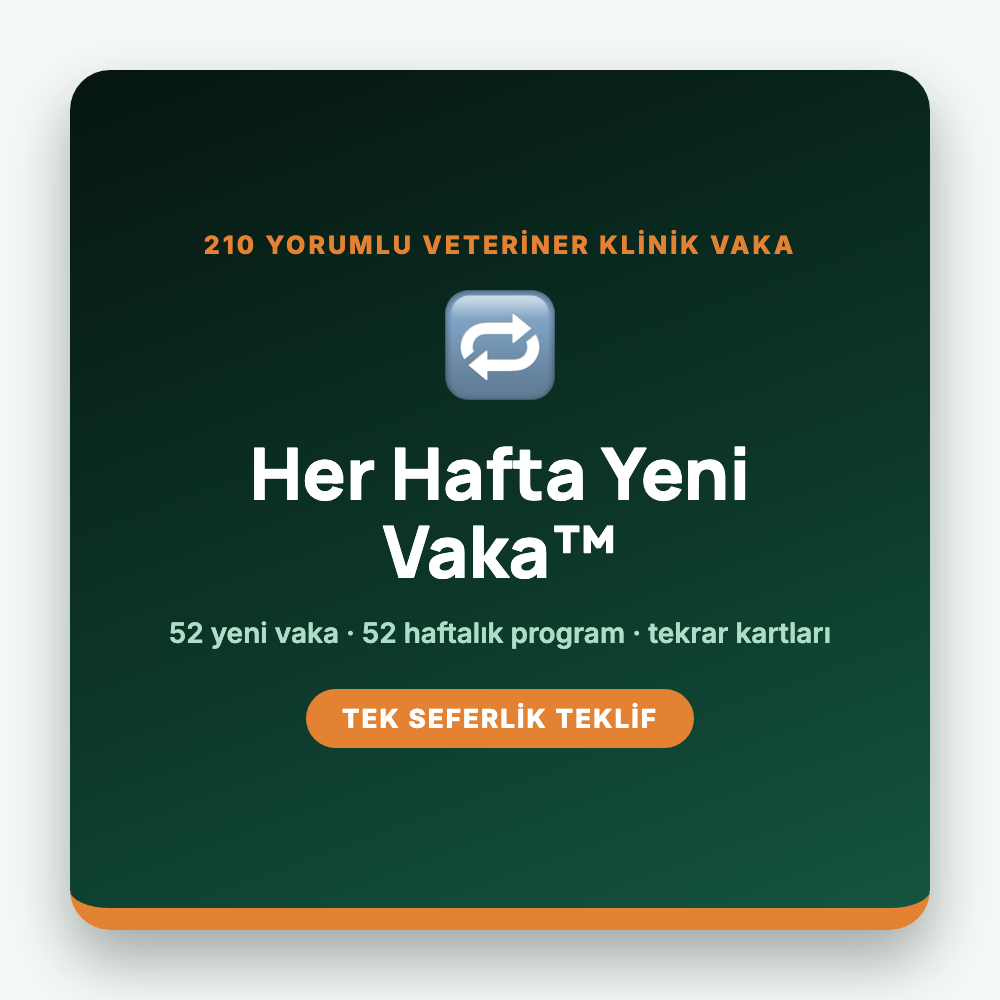 210 YORUMLU VETERİNER KLİNİK VAKA
Her Hafta Yeni
Vaka™
52 yeni vaka · 52 haftalık program · tekrar kartları
TEK SEFERLİK TEKLİF